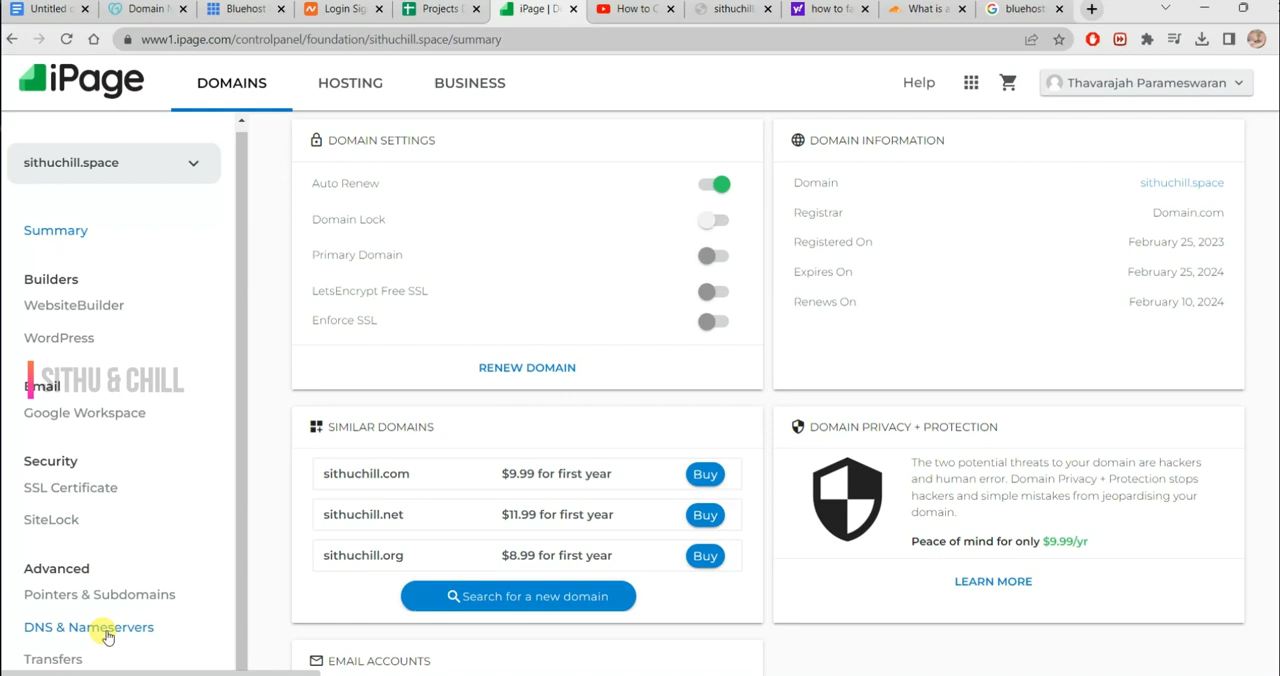 Untitled
Domain
Bluehost
Login Sig
Projects
iPage | D
How to C
sithuchill
how to fa
What is a
bluehost
www1.ipage.com/controlpanel/foundation/sithuchill.space/summary
iPage
DOMAINS
HOSTING
BUSINESS
Help
Thavarajah Parameswaran
sithuchill.space
Summary
Builders
WebsiteBuilder
WordPress
Email
SITHU & CHILL
Google Workspace
Security
SSL Certificate
SiteLock
Advanced
Pointers & Subdomains
DNS & Nameservers
Transfers
DOMAIN SETTINGS
Auto Renew
Domain Lock
Primary Domain
LetsEncrypt Free SSL
Enforce SSL
RENEW DOMAIN
DOMAIN INFORMATION
Domain sithuchill.space
Registrar Domain.com
Registered On February 25, 2023
Expires On February 25, 2024
Renews On February 10, 2024
SIMILAR DOMAINS
sithuchill.com $9.99 for first year Buy
sithuchill.net $11.99 for first year Buy
sithuchill.org $8.99 for first year Buy
Search for a new domain
DOMAIN PRIVACY + PROTECTION
The two potential threats to your domain are hackers
and human error. Domain Privacy + Protection stops
hackers and simple mistakes from jeopardising your
domain.
Peace of mind for only $9.99/yr
LEARN MORE
EMAIL ACCOUNTS